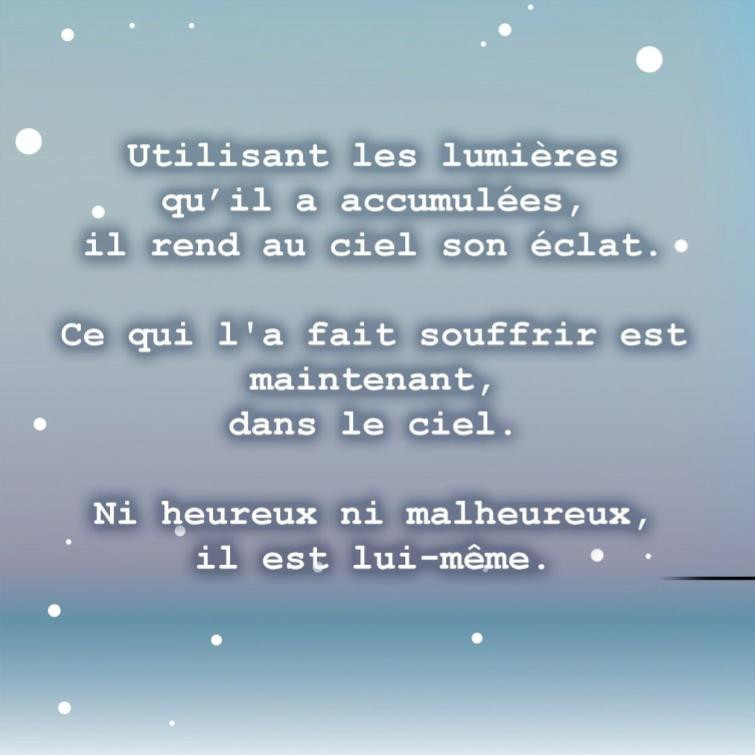 Utilisant les lumières
qu’il a accumulées,
il rend au ciel son éclat.
Ce qui l'a fait souffrir est
maintenant,
dans le ciel.
Ni heureux ni malheureux,
il est lui-même.